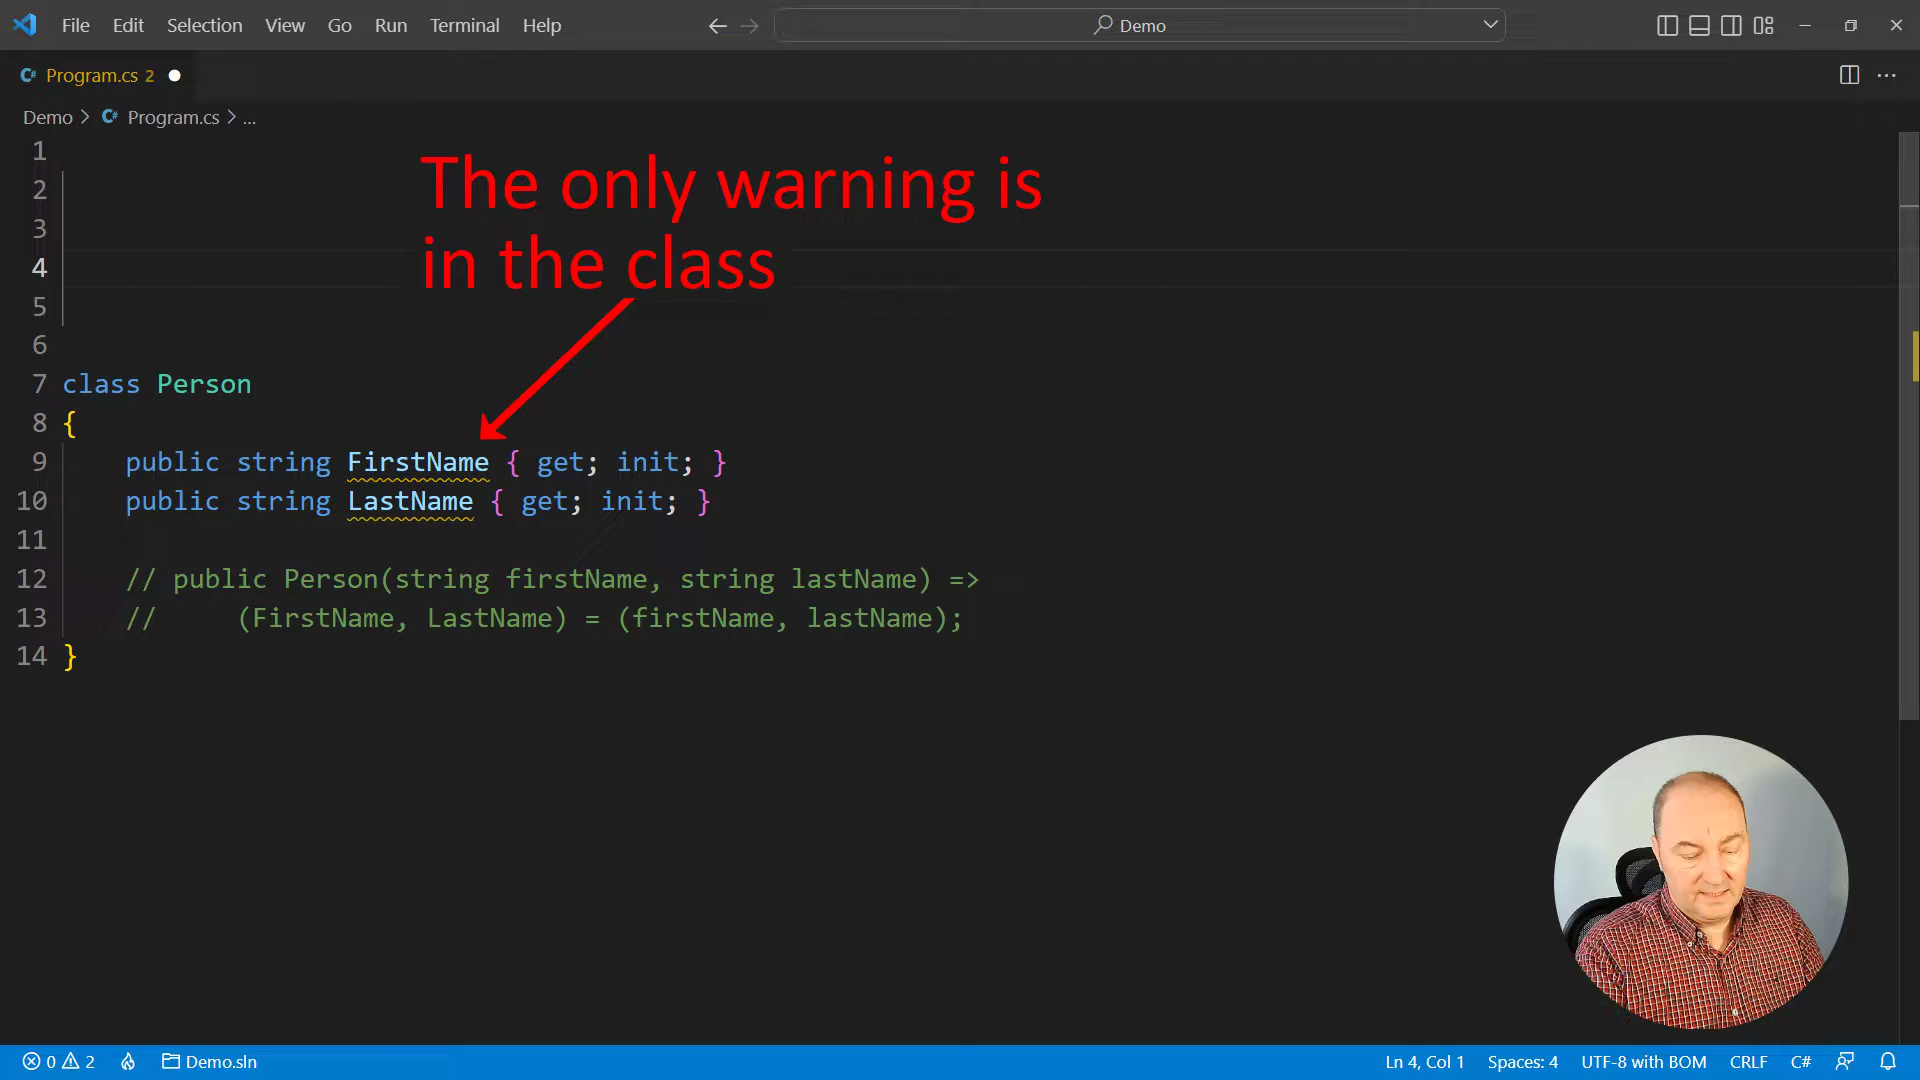 File Edit Selection View Go Run Terminal Help
Demo
Program.cs 2
Demo > Program.cs > ...
The only warning is
in the class
1
2
3
4
5
6
7 class Person
8 {
9 public string FirstName { get; init; }
10 public string LastName { get; init; }
11
12 // public Person(string firstName, string lastName) =>
13 // (FirstName, LastName) = (firstName, lastName);
14 }
0 2 Demo.sln
Ln 4, Col 1 Spaces: 4 UTF-8 with BOM CRLF C#